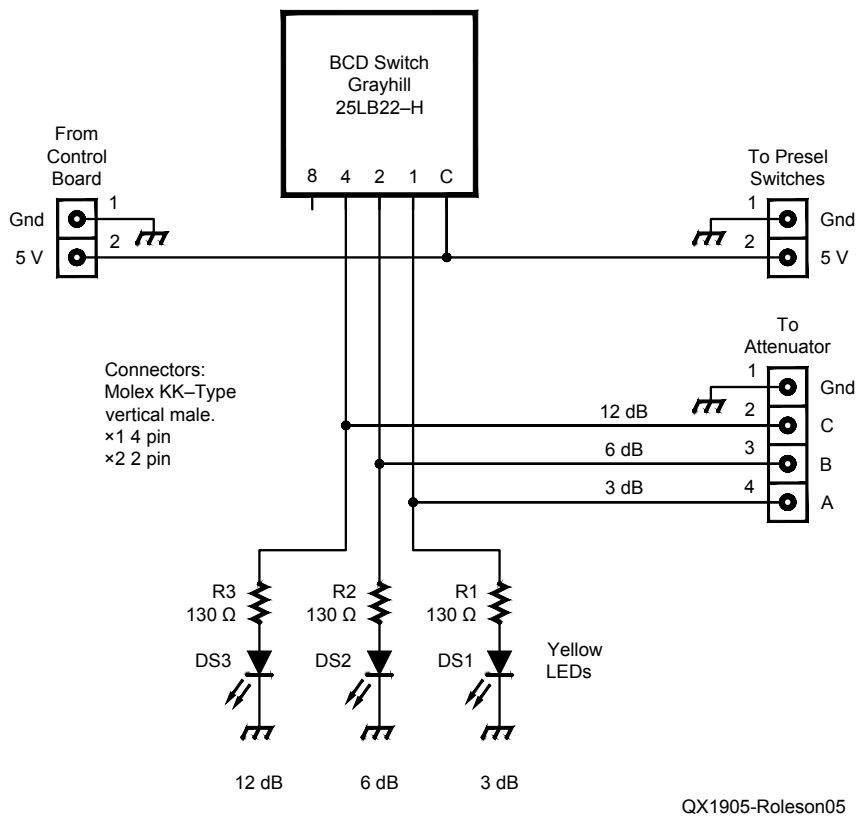 BCD Switch
Grayhill
25LB22–H
8 4 2 1 C
From
Control
Board
1
Gnd
2
5 V
To Presel
Switches
1
Gnd
2
5 V
Connectors:
Molex KK–Type
vertical male.
×1 4 pin
×2 2 pin
To
Attenuator
1
Gnd
12 dB
2
C
6 dB
3
B
3 dB
4
A
R3
130 Ω
R2
130 Ω
R1
130 Ω
DS3
DS2
DS1
Yellow
LEDs
12 dB
6 dB
3 dB
QX1905-Roleson05